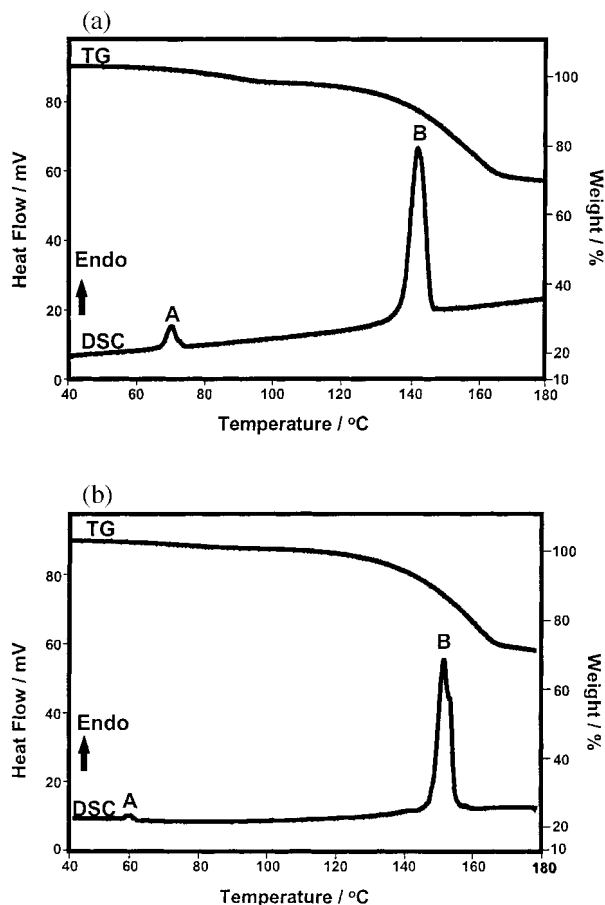 (a)
TG
B
100
80
80
60
60
40
Endo
40
20
A
DSC
20
0
10
40 60 80 100 120 140 160 180
Heat Flow / mV
Weight / %
Temperature / °C
(b)
TG
100
80
B
80
60
60
40
Endo
40
20
A
DSC
20
0
10
40 60 80 100 120 140 160 180
Heat Flow / mV
Weight / %
Temperature / °C